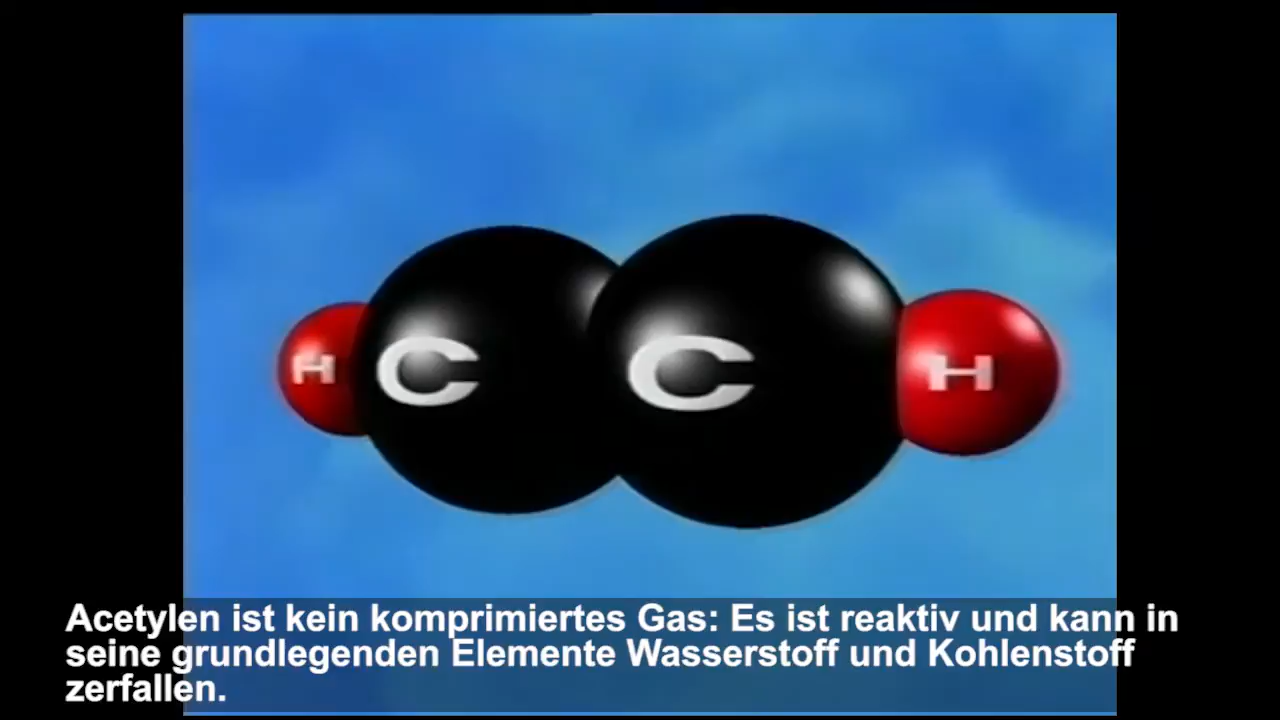 H C C H
Acetylen ist kein komprimiertes Gas: Es ist reaktiv und kann in
seine grundlegenden Elemente Wasserstoff und Kohlenstoff
zerfallen.